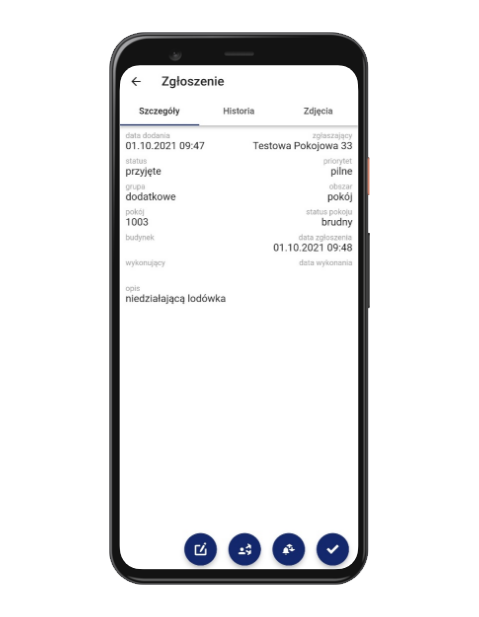 Zgłoszenie
Szczegóły Historia Zdjęcia
data dodania zgłaszający
01.10.2021 09:47 Testowa Pokojowa 33
status priorytet
przyjęte pilne
grupa obszar
dodatkowe pokój
pokój status pokoju
1003 brudny
budynek data zgłoszenia
01.10.2021 09:48
wykonujący data wykonania
opis
niedziałającą lodówka